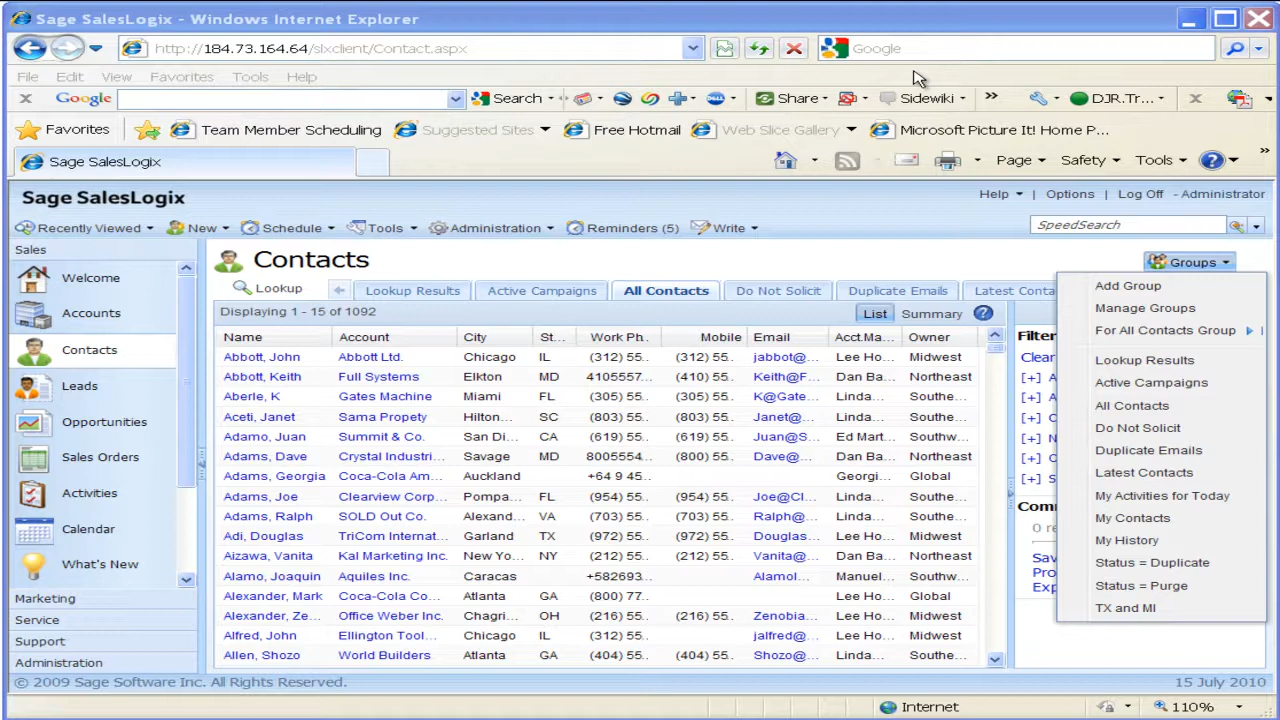 Sage SalesLogix - Windows Internet Explorer
http://184.73.164.64/slxclient/Contact.aspx
Google
File Edit View Favorites Tools Help
Google Search Share Sidewiki » DJR.Tr...
Favorites Team Member Scheduling Suggested Sites Free Hotmail Web Slice Gallery Microsoft Picture It! Home P...
Sage SalesLogix Page Safety Tools »
Sage SalesLogix
Help | Options | Log Off - Administrator
Recently Viewed New Schedule Tools Administration Reminders (5) Write
SpeedSearch
Sales
Welcome
Accounts
Contacts
Leads
Opportunities
Sales Orders
Activities
Calendar
What's New
Marketing
Service
Support
Administration
Contacts
Groups
Lookup Lookup Results Active Campaigns All Contacts Do Not Solicit Duplicate Emails Latest Conta
Displaying 1 - 15 of 1092
List Summary
Name Account City St... Work Ph... Mobile Email Acct.Ma... Owner
Abbott, John Abbott Ltd. Chicago IL (312) 55.. (312) 55.. jabbot@... Lee Ho... Midwest
Abbott, Keith Full Systems Elkton MD 4105557... (410) 55.. Keith@F... Dan Ba... Northeast
Aberle, K Gates Machine Miami FL (305) 55.. (305) 55.. K@Gate... Linda... Southe...
Aceti, Janet Sama Propety Hilton... SC (803) 55.. (803) 55.. Janet@... Linda... Southe...
Adamo, Juan Summit & Co. San Di... CA (619) 55.. (619) 55.. Juan@S... Ed Mart... Southw...
Adams, Dave Crystal Industri... Savage MD 8005554... (800) 55.. Dave@... Dan Ba... Northeast
Adams, Georgia Coca-Cola Am... Auckland +64 9 45... Georgi... Global
Adams, Joe Clearview Corp... Pompa... FL (954) 55.. (954) 55.. Joe@Cl... Linda... Southe...
Adams, Ralph SOLD Out Co. Alexand... VA (703) 55.. (703) 55.. Ralph@... Linda... Southe...
Adi, Douglas TriCom Internat... Garland TX (972) 55.. (972) 55.. Douglas... Lee Ho... Midwest
Aizawa, Vanita Kal Marketing Inc. New Yo... NY (212) 55.. (212) 55.. Vanita@... Dan Ba... Northeast
Alamo, Joaquin Aquiles Inc. Caracas +582693... Alamol... Manuel... Southw...
Alexander, Mark Coca-Cola Co... Atlanta GA (800) 77... Lee Ho... Global
Alexander, Ze... Office Weber Inc. Chagri... OH (216) 55.. (216) 55.. Zenobia... Lee Ho... Midwest
Alfred, John Ellington Tool... Chicago IL (312) 55.. (312) 55.. jalfred@... Lee Ho... Midwest
Allen, Shozo World Builders Atlanta GA (404) 55.. (404) 55.. Shozo@... Linda... Southe...
Filter
Clear
[+] A
[+] A
[+] C
[+] N
[+] C
[+] S
Comm
0 re
Sav
Pro
Exp
Add Group
Manage Groups
For All Contacts Group
Lookup Results
Active Campaigns
All Contacts
Do Not Solicit
Duplicate Emails
Latest Contacts
My Activities for Today
My Contacts
My History
Status = Duplicate
Status = Purge
TX and MI
© 2009 Sage Software Inc. All Rights Reserved.
15 July 2010
Internet
110%